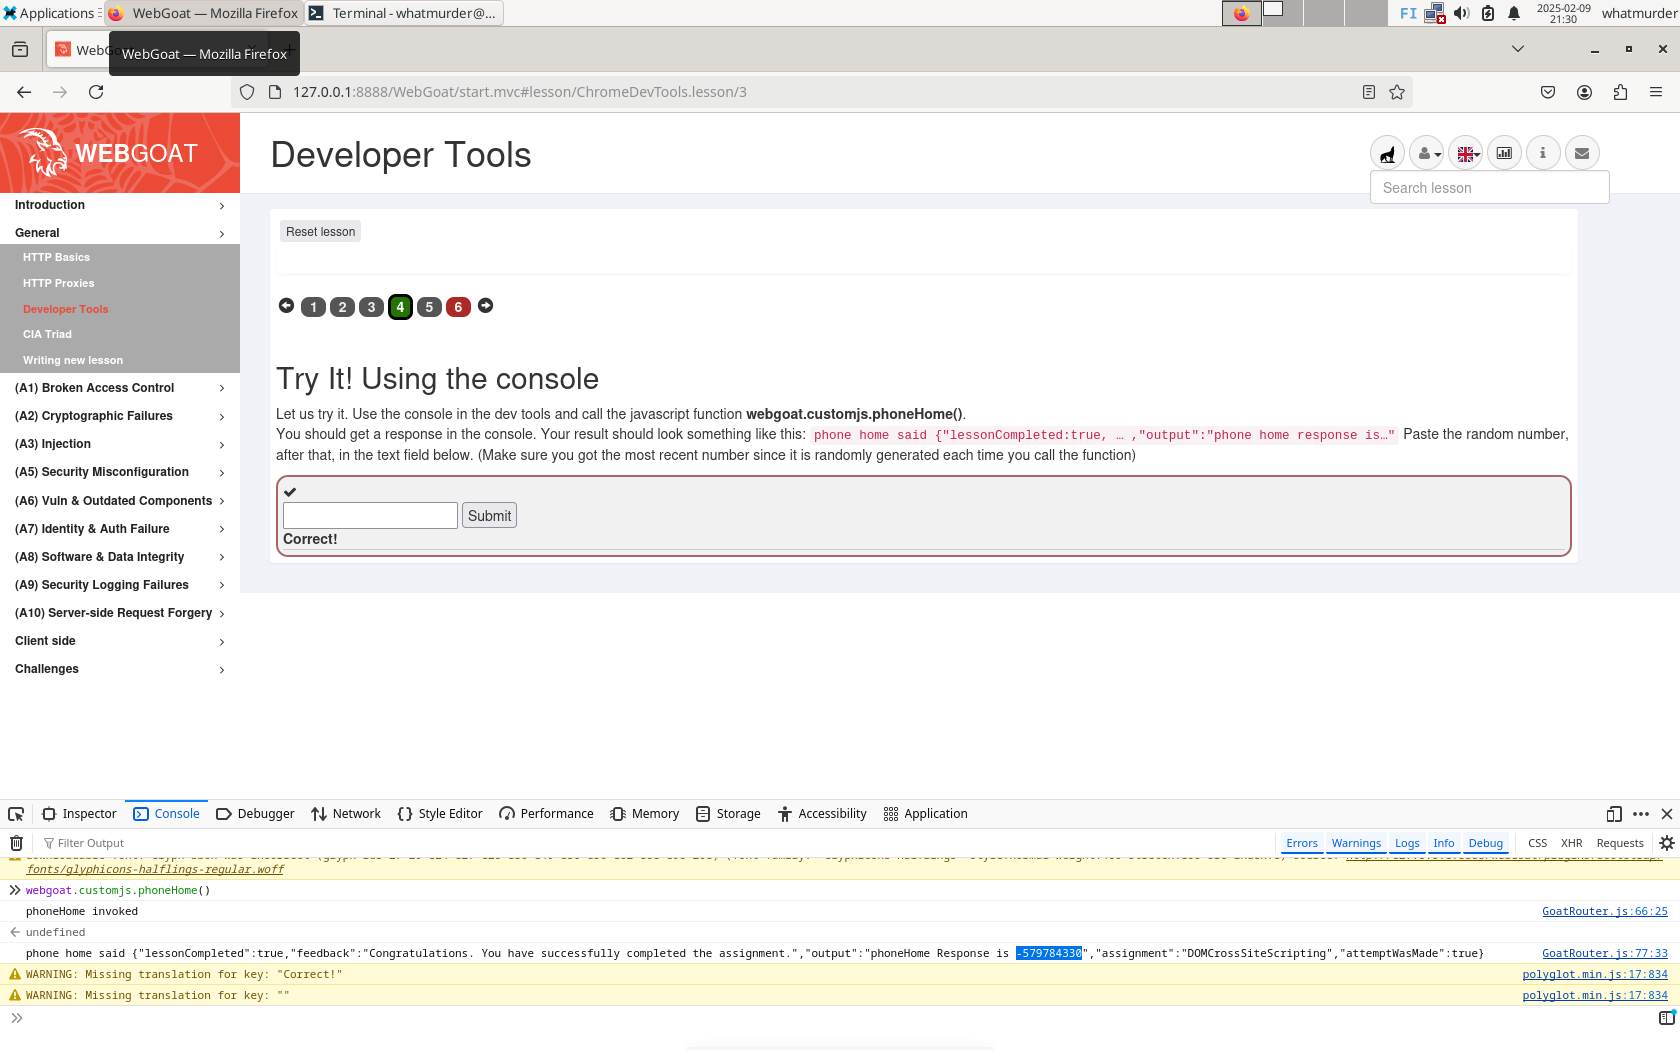 Applications
WebGoat — Mozilla Firefox
Terminal - whatmurder@...
FI
2025-02-09
21:30
whatmurder
WebG
WebGoat — Mozilla Firefox
127.0.0.1:8888/WebGoat/start.mvc#lesson/ChromeDevTools.lesson/3
WEBGOAT
Developer Tools
Search lesson
Introduction
General
HTTP Basics
HTTP Proxies
Developer Tools
CIA Triad
Writing new lesson
(A1) Broken Access Control
(A2) Cryptographic Failures
(A3) Injection
(A5) Security Misconfiguration
(A6) Vuln & Outdated Components
(A7) Identity & Auth Failure
(A8) Software & Data Integrity
(A9) Security Logging Failures
(A10) Server-side Request Forgery
Client side
Challenges
Reset lesson
1 2 3 4 5 6
Try It! Using the console
Let us try it. Use the console in the dev tools and call the javascript function webgoat.customjs.phoneHome().
You should get a response in the console. Your result should look something like this: phone home said {"lessonCompleted:true, … ,"output":"phone home response is…" Paste the random number,
after that, in the text field below. (Make sure you got the most recent number since it is randomly generated each time you call the function)
Submit
Correct!
Inspector Console Debugger Network Style Editor Performance Memory Storage Accessibility Application
Filter Output
Errors Warnings Logs Info Debug CSS XHR Requests
fonts/glyphicons-halflings-regular.woff
webgoat.customjs.phoneHome()
phoneHome invoked GoatRouter.js:66:25
undefined
phone home said {"lessonCompleted":true,"feedback":"Congratulations. You have successfully completed the assignment.","output":"phoneHome Response is -579784330","assignment":"DOMCrossSiteScripting","attemptWasMade":true} GoatRouter.js:77:33
WARNING: Missing translation for key: "Correct!" polyglot.min.js:17:834
WARNING: Missing translation for key: "" polyglot.min.js:17:834